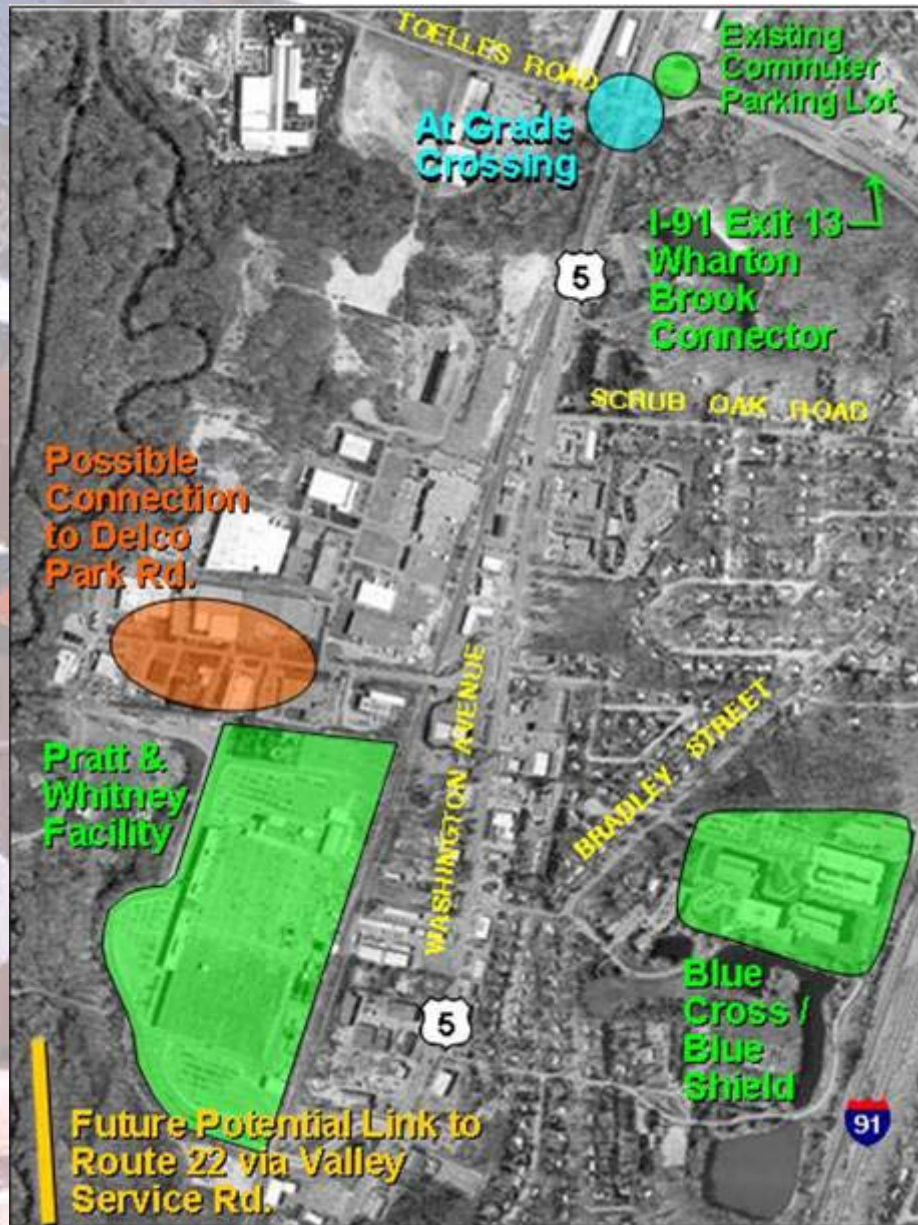 TOELLES ROAD
Existing
Commuter
Parking Lot
At Grade
Crossing
I-91 Exit 13
Wharton
Brook
Connector
5
SCRUB OAK ROAD
Possible
Connection
to Delco
Park Rd.
WASHINGTON AVENUE
BRADLEY STREET
Pratt &
Whitney
Facility
Blue
Cross /
Blue
Shield
5
91
Future Potential Link to
Route 22 via Valley
Service Rd.